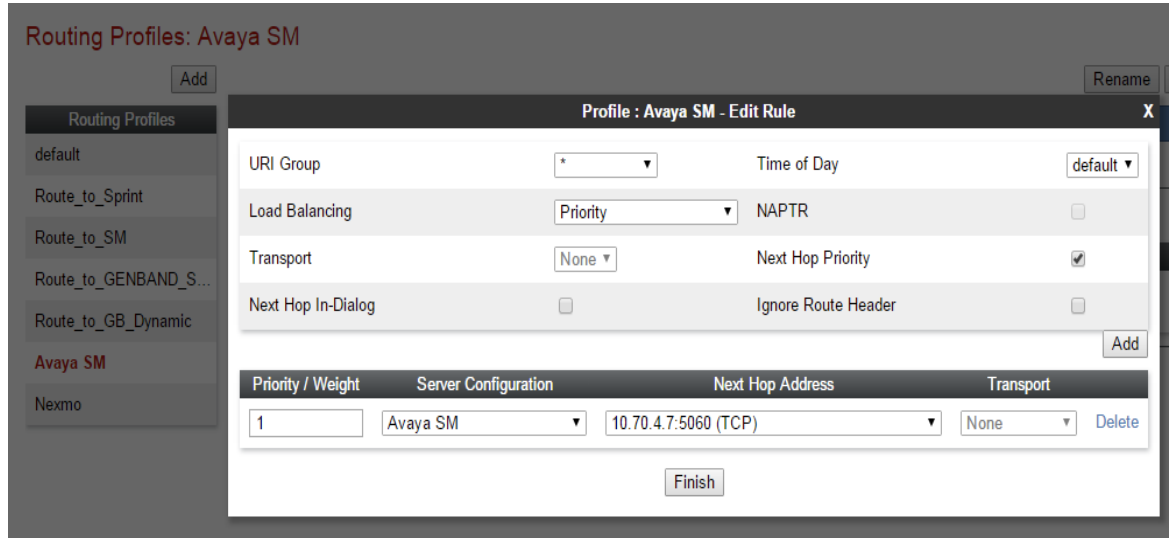 Routing Profiles: Avaya SM
Add
Rename
Routing Profiles
default
Route_to_Sprint
Route_to_SM
Route_to_GENBAND_S...
Route_to_GB_Dynamic
Avaya SM
Nexmo
Profile : Avaya SM - Edit Rule X
URI Group * Time of Day default
Load Balancing Priority NAPTR
Transport None Next Hop Priority
Next Hop In-Dialog Ignore Route Header
Add
Priority / Weight Server Configuration Next Hop Address Transport
1 Avaya SM 10.70.4.7:5060 (TCP) None Delete
Finish